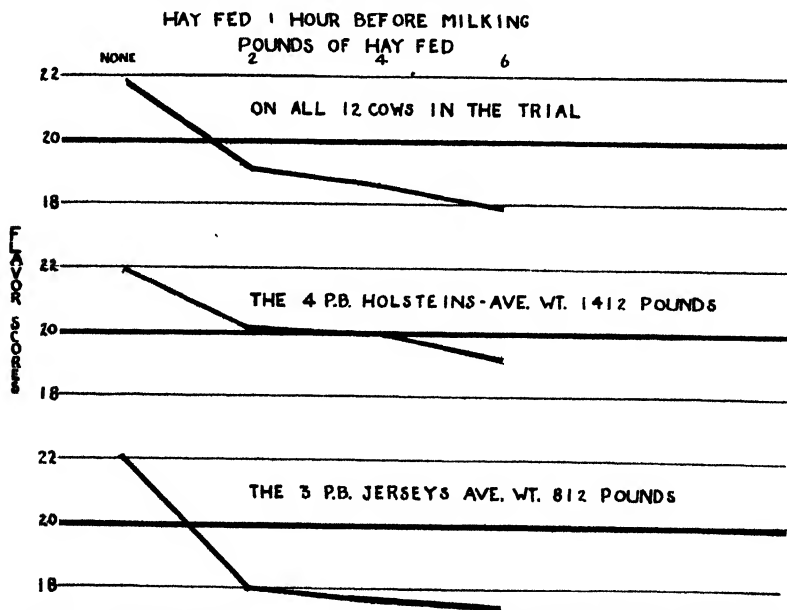 HAY FED 1 HOUR BEFORE MILKING
POUNDS OF HAY FED
NONE 2 4 6
22
ON ALL 12 COWS IN THE TRIAL
20
18
FLAVOR SCORES
22
THE 4 P.B. HOLSTEINS-AVE. WT. 1412 POUNDS
20
18
22
THE 3 P.B. JERSEYS AVE. WT. 812 POUNDS
20
18